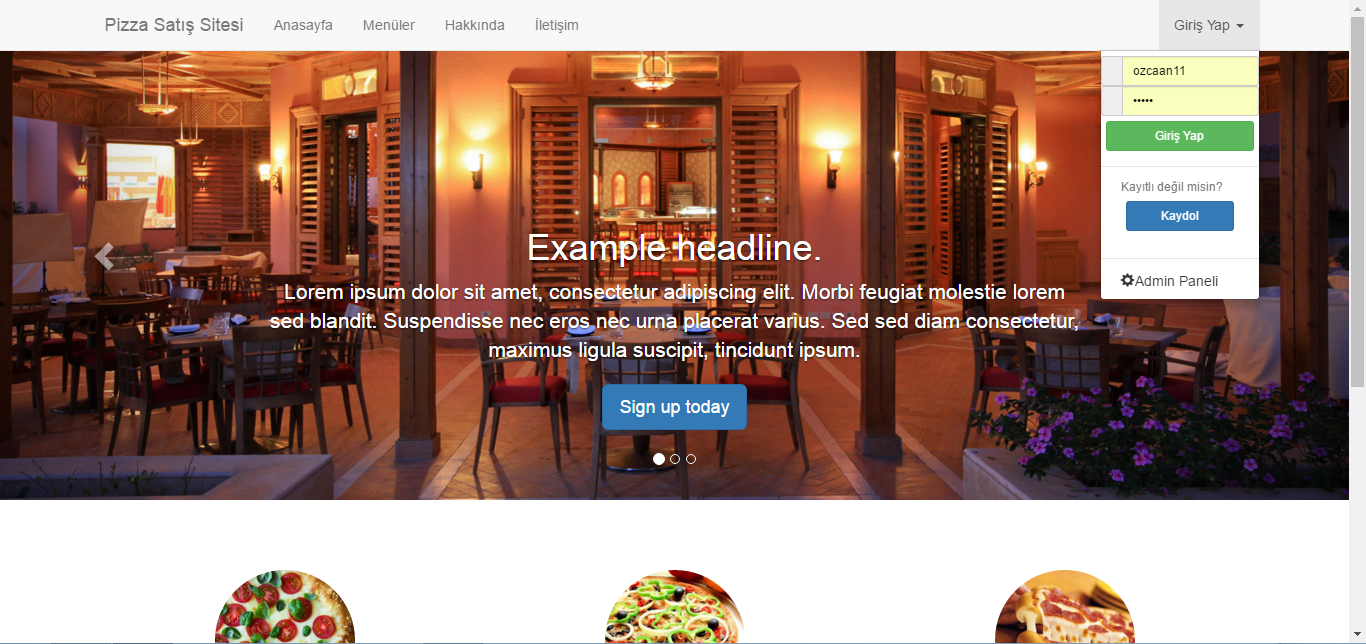 Pizza Satış Sitesi Anasayfa Menüler Hakkında İletişim Giriş Yap
ozcaan11
•••••
Giriş Yap
Kayıtlı değil misin?
Kaydol
Admin Paneli
Example headline.
Lorem ipsum dolor sit amet, consectetur adipiscing elit. Morbi feugiat molestie lorem
sed blandit. Suspendisse nec eros nec urna placerat varius. Sed sed diam consectetur,
maximus ligula suscipit, tincidunt ipsum.
Sign up today